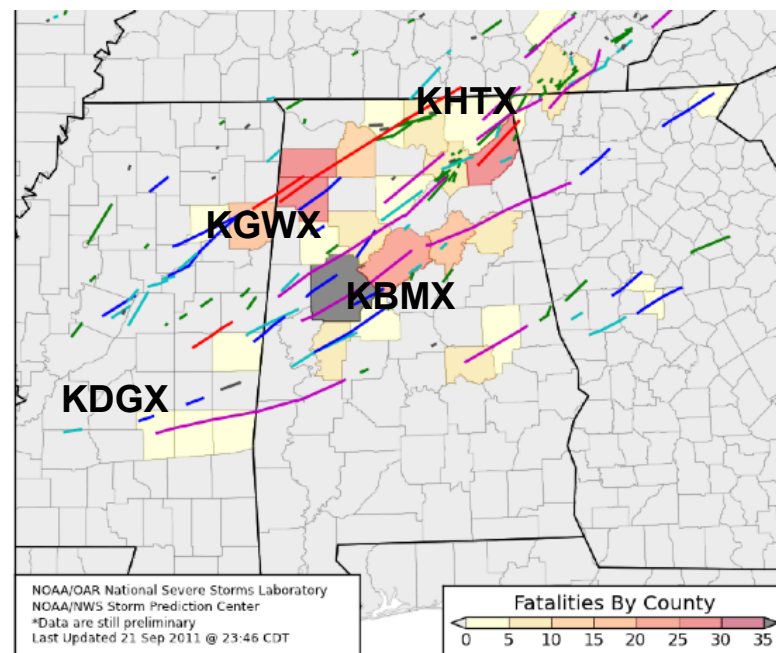 KHTX
KGWX
KBMX
KDGX
NOAA/OAR National Severe Storms Laboratory
NOAA/NWS Storm Prediction Center
*Data are still preliminary
Last Updated 21 Sep 2011 @ 23:46 CDT
Fatalities By County
0 5 10 15 20 25 30 35